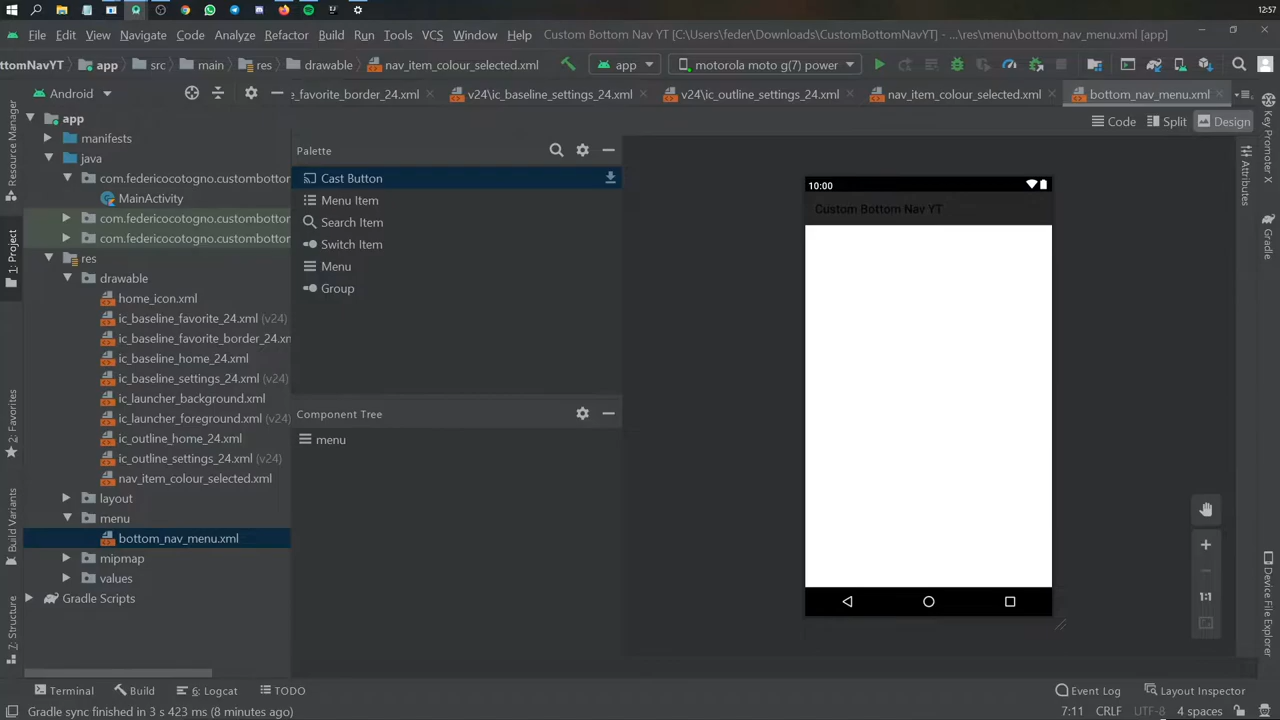 12:57
File Edit View Navigate Code Analyze Refactor Build Run Tools VCS Window Help Custom Bottom Nav YT [C:\Users\feder\Downloads\CustomBottomNavYT] - ...\res\menu\bottom_nav_menu.xml [app]
ottomNavYT app src main res drawable nav_item_colour_selected.xml app motorola moto g(7) power
Android
_favorite_border_24.xml v24\ic_baseline_settings_24.xml v24\ic_outline_settings_24.xml nav_item_colour_selected.xml bottom_nav_menu.xml
Code Split Design
Resource Manager
1: Project
2: Favorites
Build Variants
7: Structure
app
manifests
java
com.federicocotogno.custombottor
MainActivity
com.federicocotogno.custombottor
com.federicocotogno.custombottor
res
drawable
home_icon.xml
ic_baseline_favorite_24.xml (v24)
ic_baseline_favorite_border_24.xm
ic_baseline_home_24.xml
ic_baseline_settings_24.xml (v24)
ic_launcher_background.xml
ic_launcher_foreground.xml (v24)
ic_outline_home_24.xml
ic_outline_settings_24.xml (v24)
nav_item_colour_selected.xml
layout
menu
bottom_nav_menu.xml
mipmap
values
Gradle Scripts
Palette
Cast Button
Menu Item
Search Item
Switch Item
Menu
Group
Component Tree
menu
10:00
Custom Bottom Nav YT
1:1
Attributes
Key Promoter X
Gradle
Device File Explorer
Terminal Build 6: Logcat TODO Event Log Layout Inspector
Gradle sync finished in 3 s 423 ms (8 minutes ago) 7:11 CRLF UTF-8 4 spaces